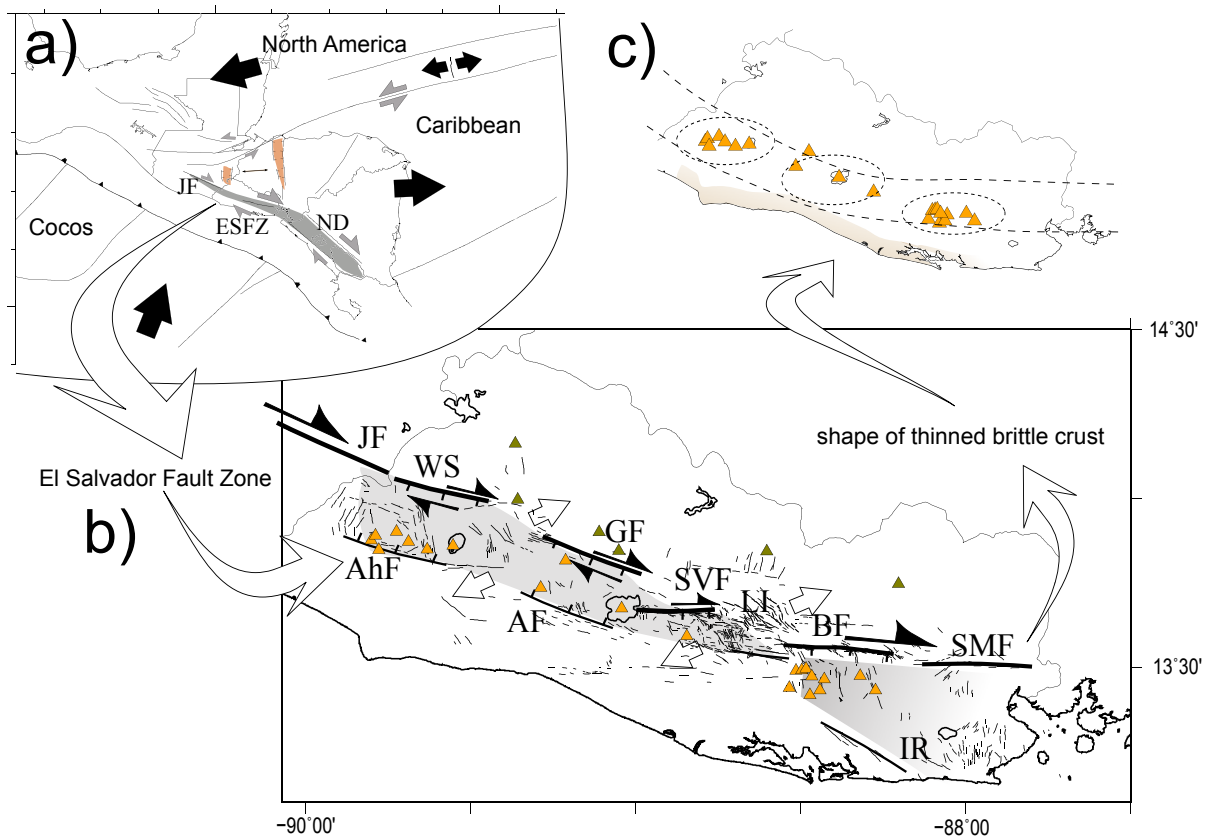 a)
North America
Caribbean
JF
ESFZ
ND
Cocos
c)
14˚30'
shape of thinned brittle crust
El Salvador Fault Zone
b)
JF
WS
GF
AhF
SVF
LI
AF
BF
SMF
13˚30'
IR
−90˚00'
−88˚00'